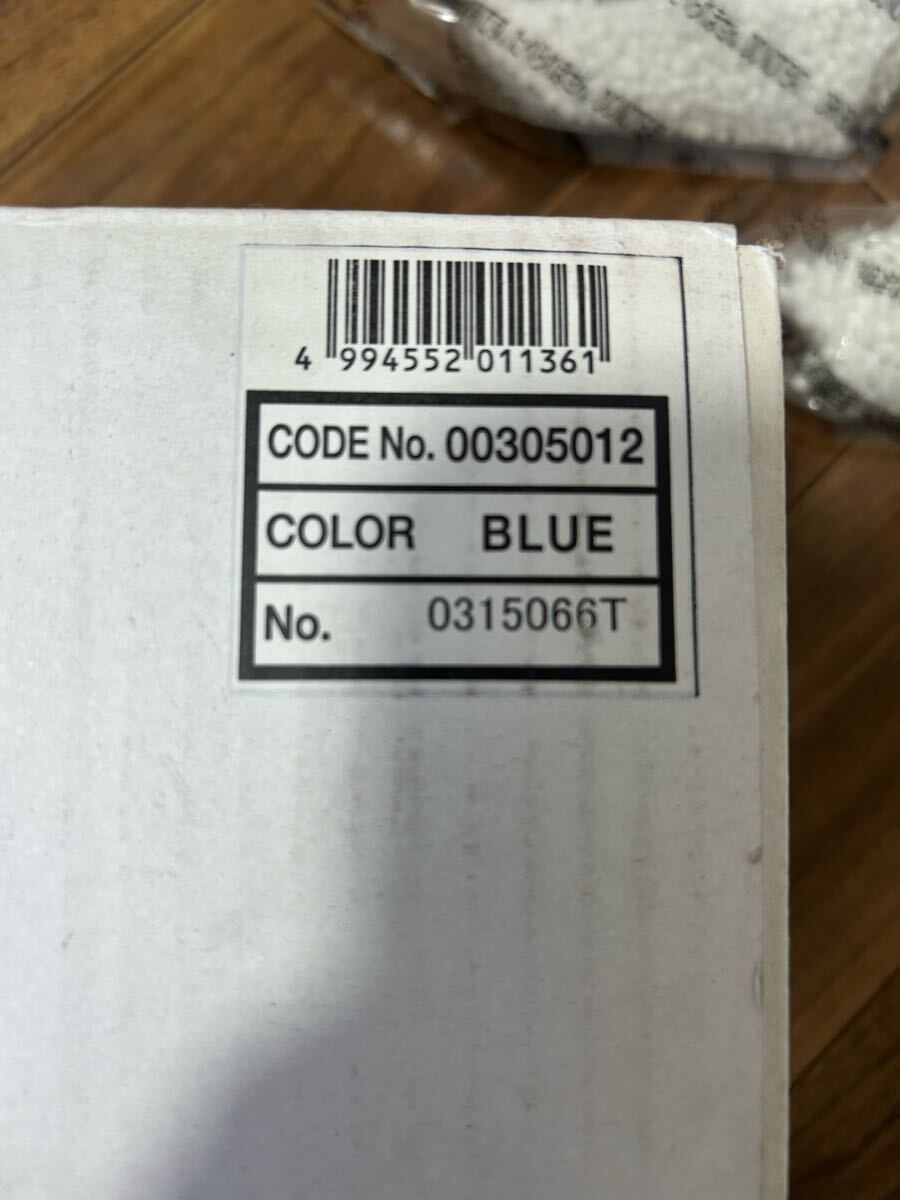 4 994552 011361
CODE No. 00305012
COLOR BLUE
No. 0315066T